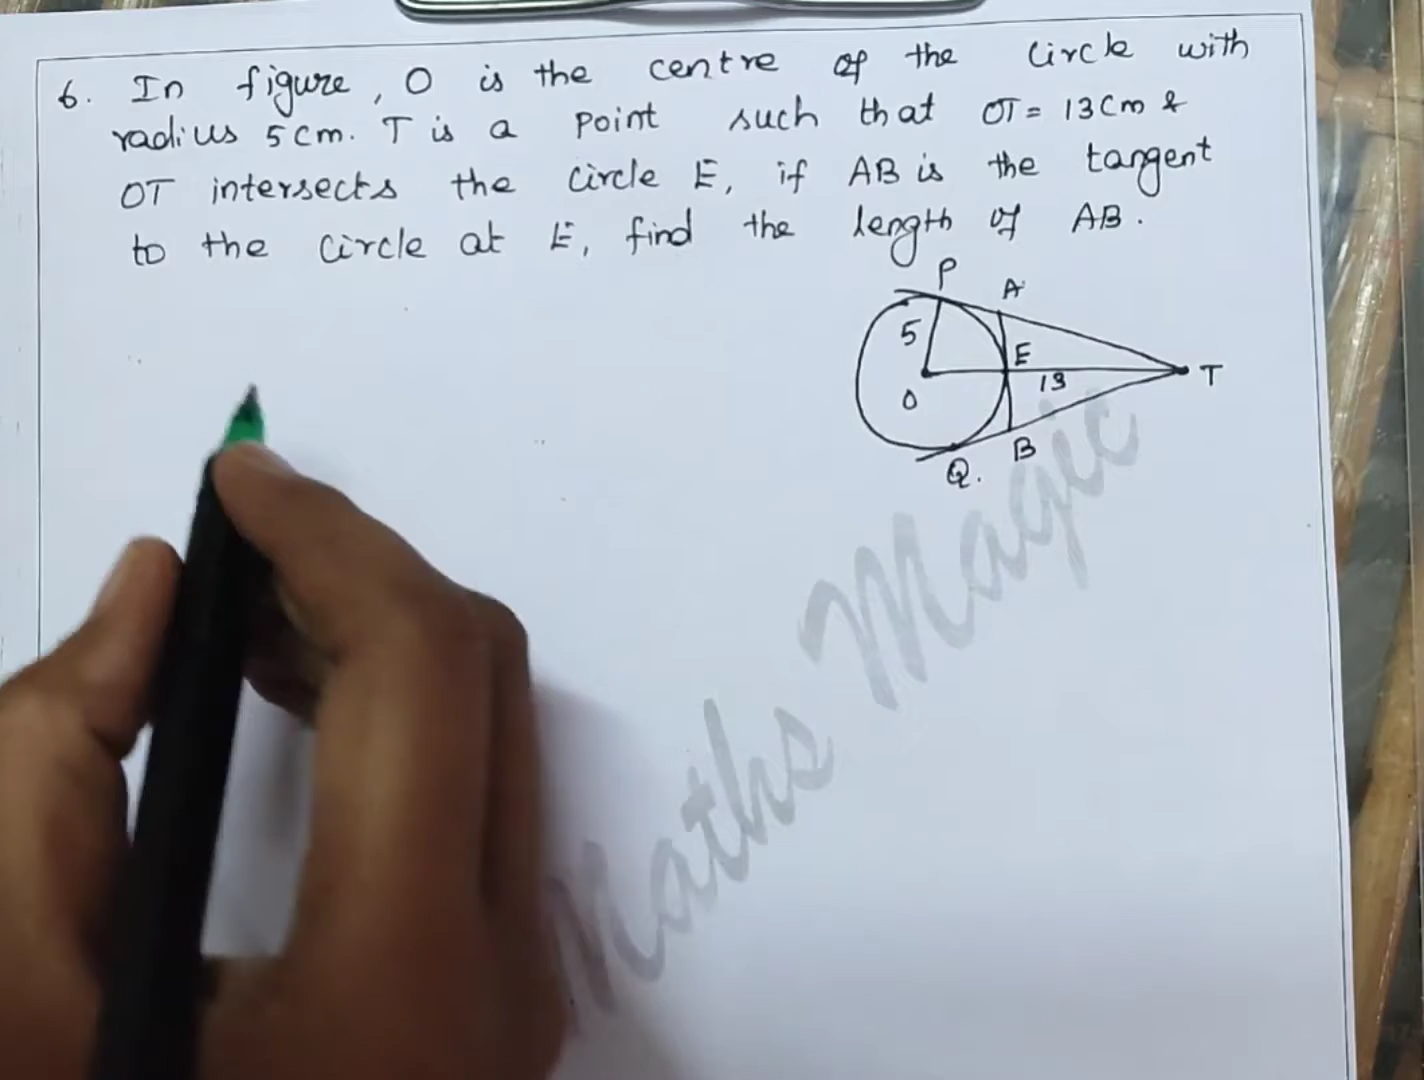 6. In figure, O is the centre of the circle with
radius 5cm. T is a point such that OT = 13cm &
OT intersects the circle E, if AB is the tangent
to the circle at E, find the length of AB.
P
A
5
E
13
T
O
B
Q.
Maths Magic